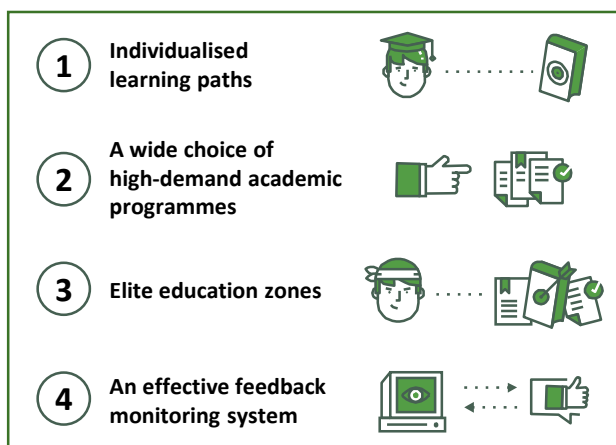 1
Individualised
learning paths
2
A wide choice of
high-demand academic
programmes
3
Elite education zones
4
An effective feedback
monitoring system